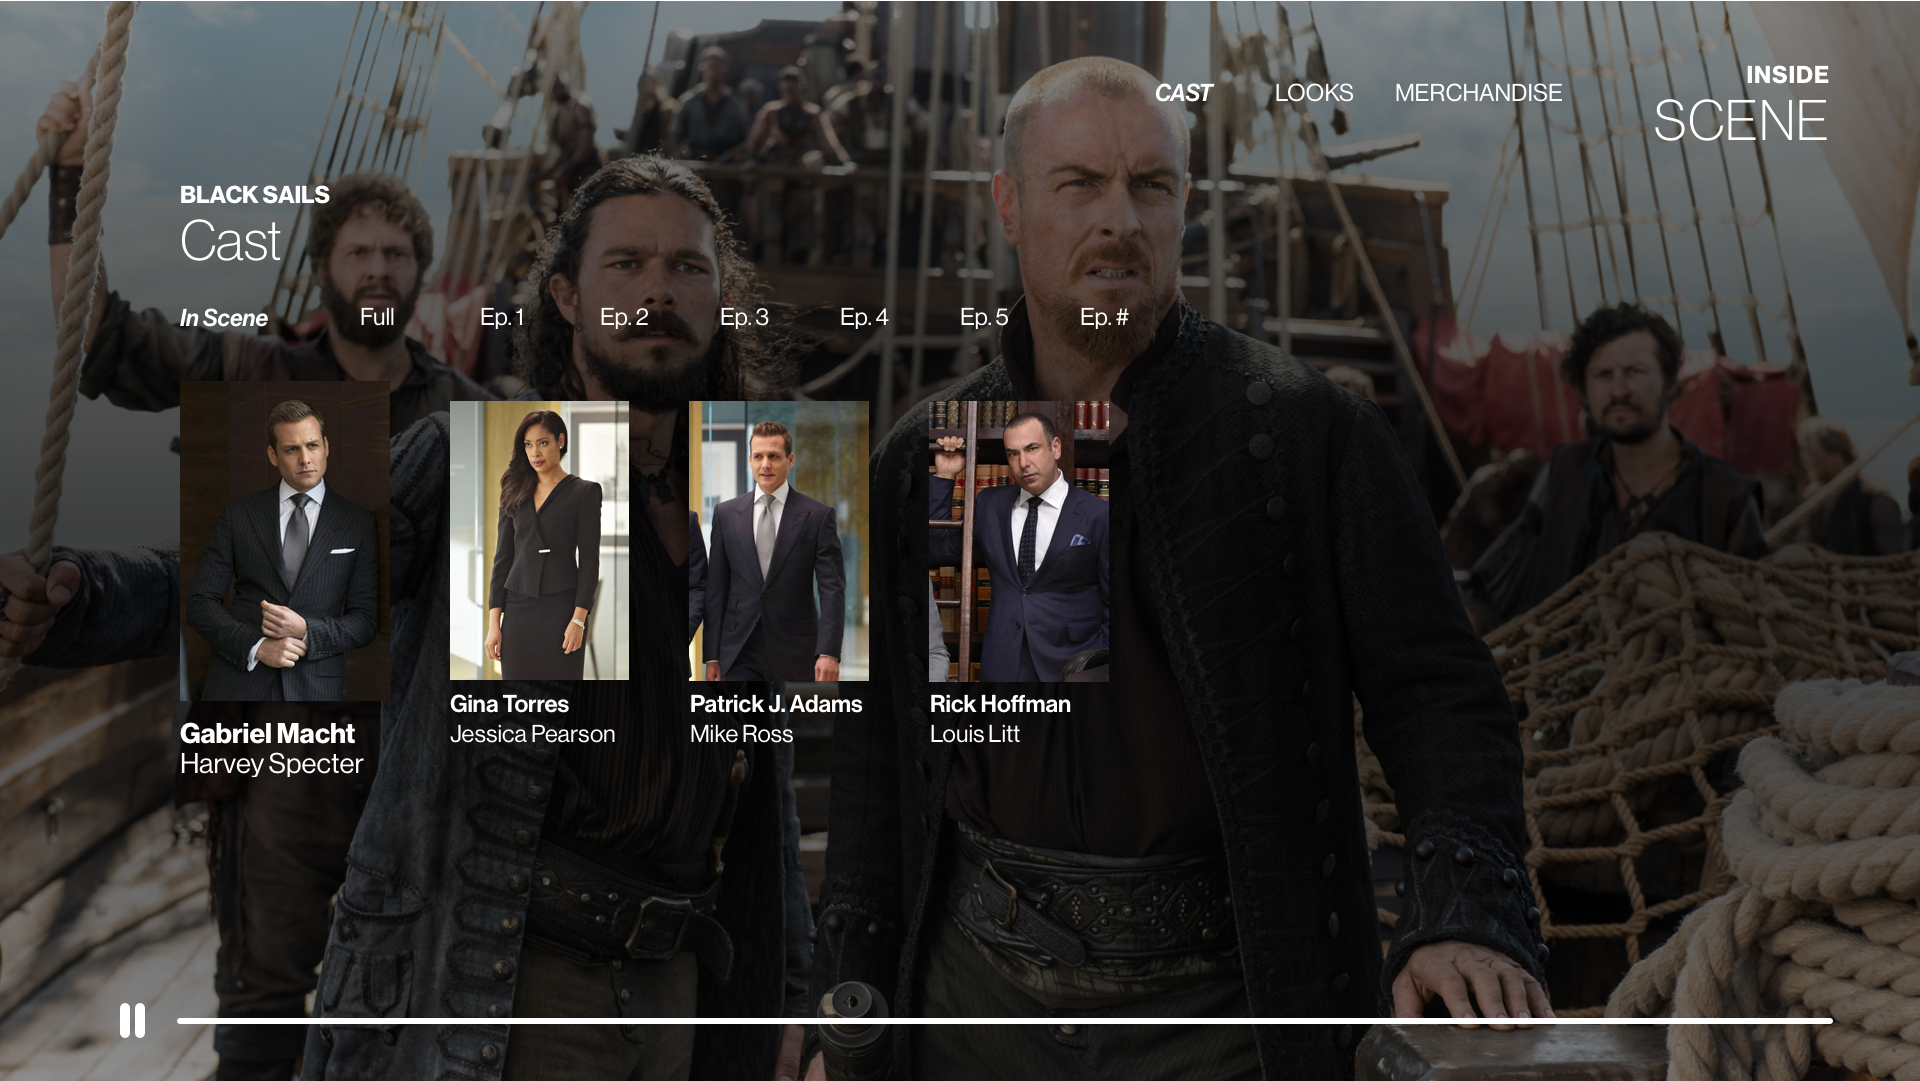 CAST
LOOKS
MERCHANDISE
INSIDE
SCENE
BLACK SAILS
Cast
In Scene
Full
Ep. 1
Ep. 2
Ep. 3
Ep. 4
Ep. 5
Ep. #
Gabriel Macht
Harvey Specter
Gina Torres
Jessica Pearson
Patrick J. Adams
Mike Ross
Rick Hoffman
Louis Litt